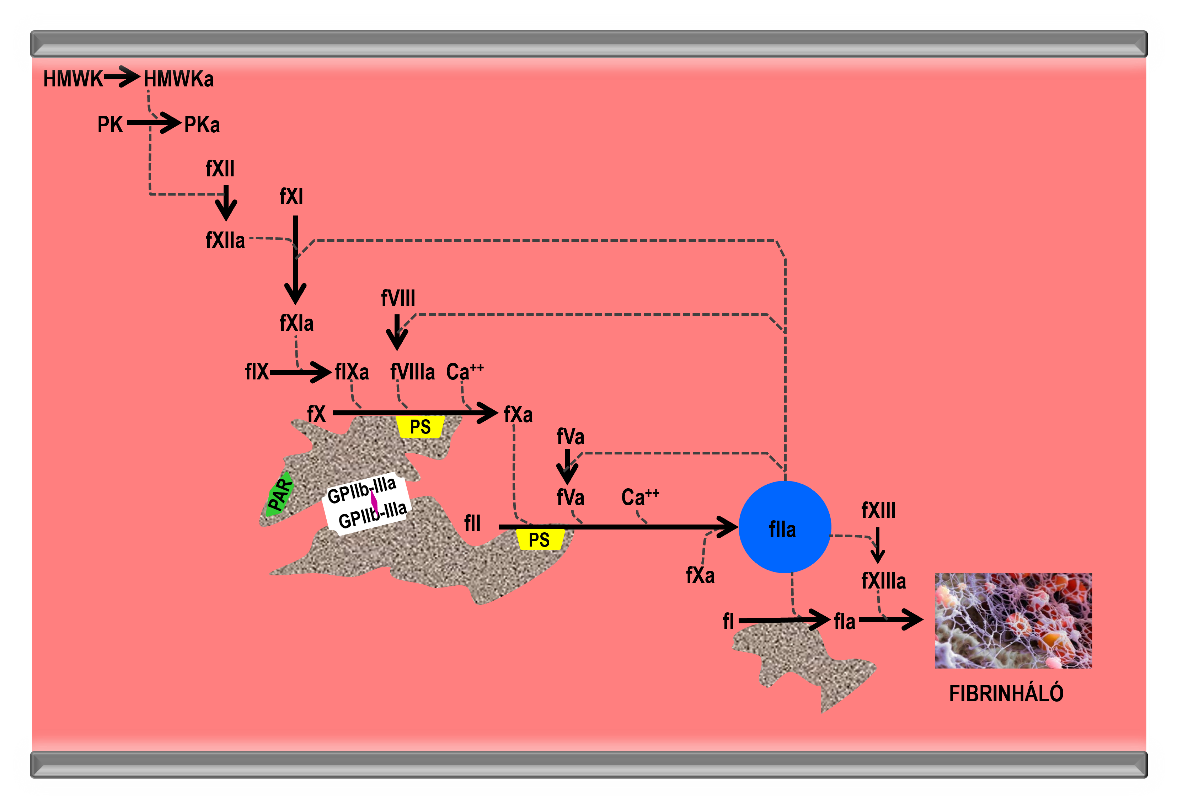 HMWK HMWKa
PK PKa
fXII
fXI
fXIIa
fVIII
fXIa
fIX fIXa fVIIIa Ca++
fX fXa
PS
fVa
PAR
GPIIb-IIIa
GPIIb-IIIa
fVa Ca++
fII fIIa
fXIII
PS
fXa
fXIIIa
fI fIa
FIBRINHÁLÓ